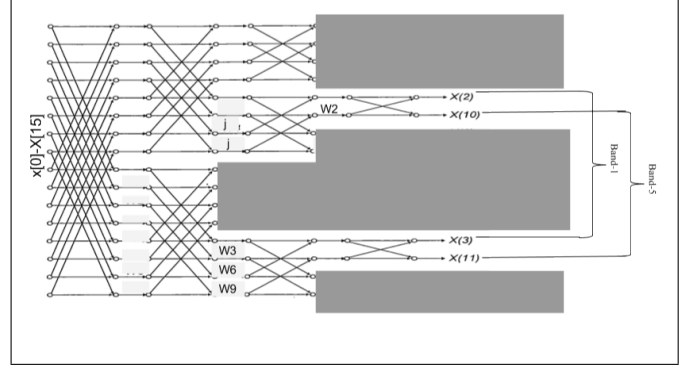 x[0]-X[15]
X(2)
W2
X(10)
j
j
Band-1
Band-5
X(3)
W3
X(11)
W6
W9